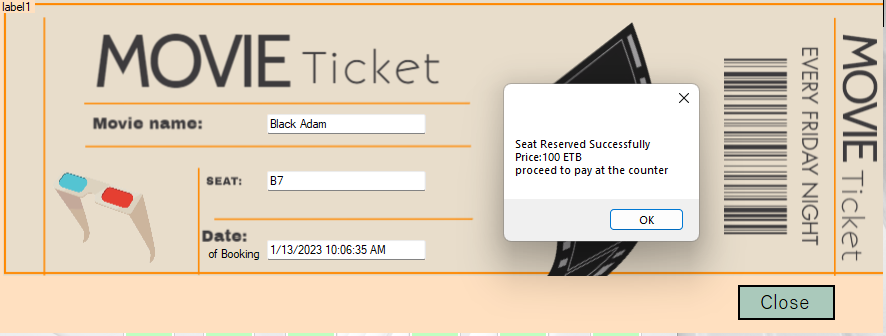 label1
MOVIE Ticket
Movie name:
Black Adam
SEAT:
B7
Date:
of Booking
1/13/2023 10:06:35 AM
Seat Reserved Successfully
Price:100 ETB
proceed to pay at the counter
OK
EVERY FRIDAY NIGHT
MOVIE Ticket
Close